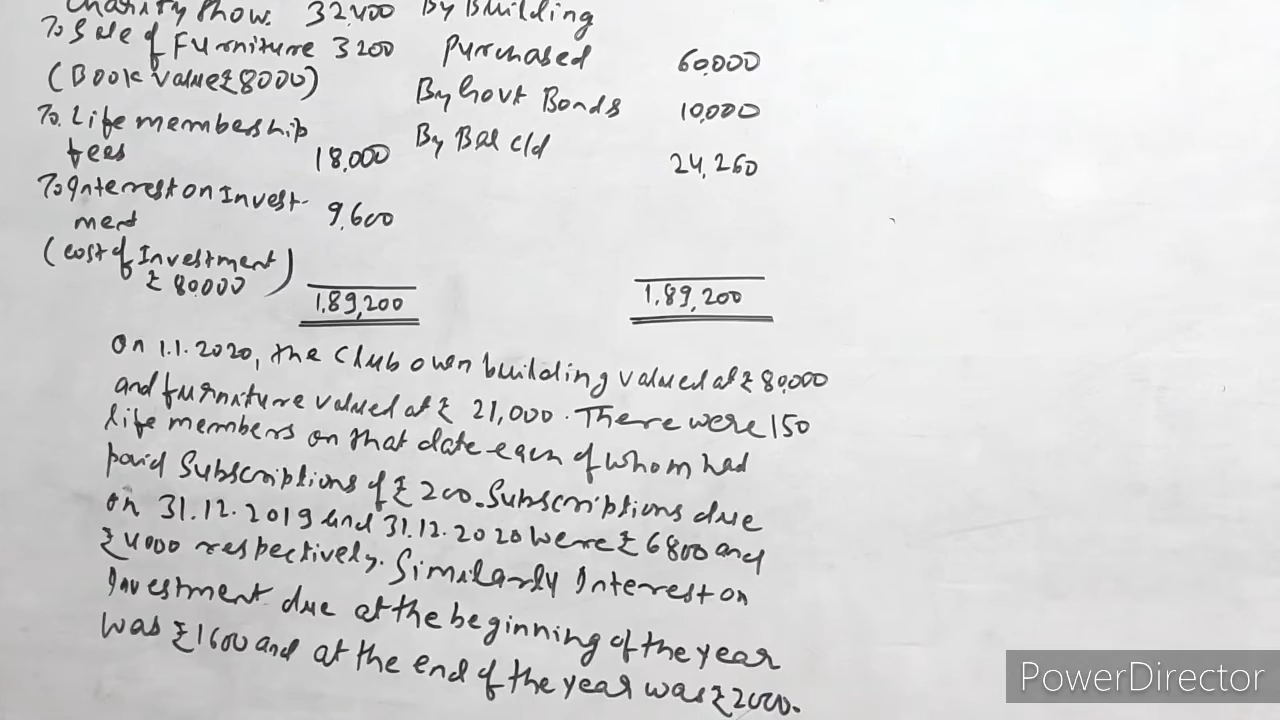 Charity Show. 32,400 By Building
To Sale of Furniture 3200 Purchased 60,000
(Book Value ₹8000) By Govt Bonds 10,000
To. Life membership By Bal c/d
fees 18,000 24,260
To Interest on Invest-
ment 9,600
(Cost of Investment)
₹ 80,000
1,89,200 1,89,200
On 1.1.2020, the Club own building valued at ₹ 80,000
and furniture valued at ₹ 21,000. There were 150
life members on that date each of whom had
paid Subscriptions of ₹ 200. Subscriptions due
on 31.12.2019 and 31.12.2020 were ₹ 6800 and
₹4000 respectively. Similarly Interest on
Investment due at the beginning of the year
was ₹1600 and at the end of the year was ₹2000.
PowerDirector